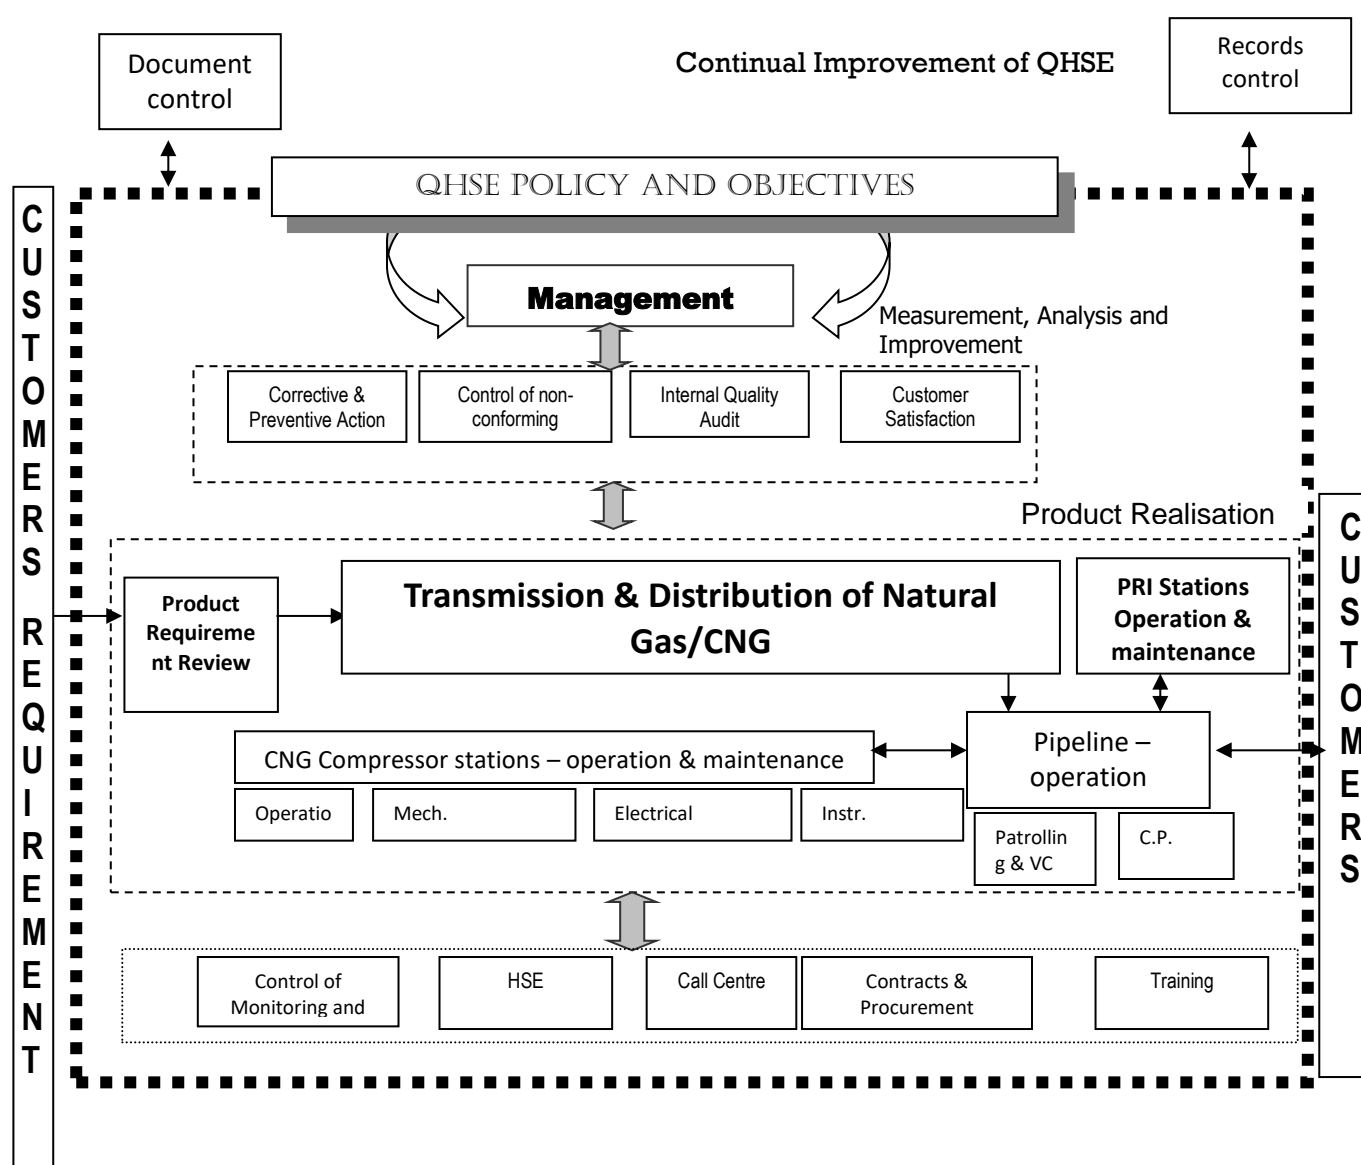 Document
control
Continual Improvement of QHSE
Records
control
QHSE POLICY AND OBJECTIVES
CUSTOMERS REQUIREMENT
Management
Measurement, Analysis and
Improvement
Corrective &
Preventive Action
Control of non-
conforming
Internal Quality
Audit
Customer
Satisfaction
Product Realisation
CUSTOMERS
Product
Requireme
nt Review
Transmission & Distribution of Natural
Gas/CNG
PRI Stations
Operation &
maintenance
CNG Compressor stations – operation & maintenance
Pipeline –
operation
Operatio
Mech.
Electrical
Instr.
Patrollin
g & VC
C.P.
Control of
Monitoring and
HSE
Call Centre
Contracts &
Procurement
Training